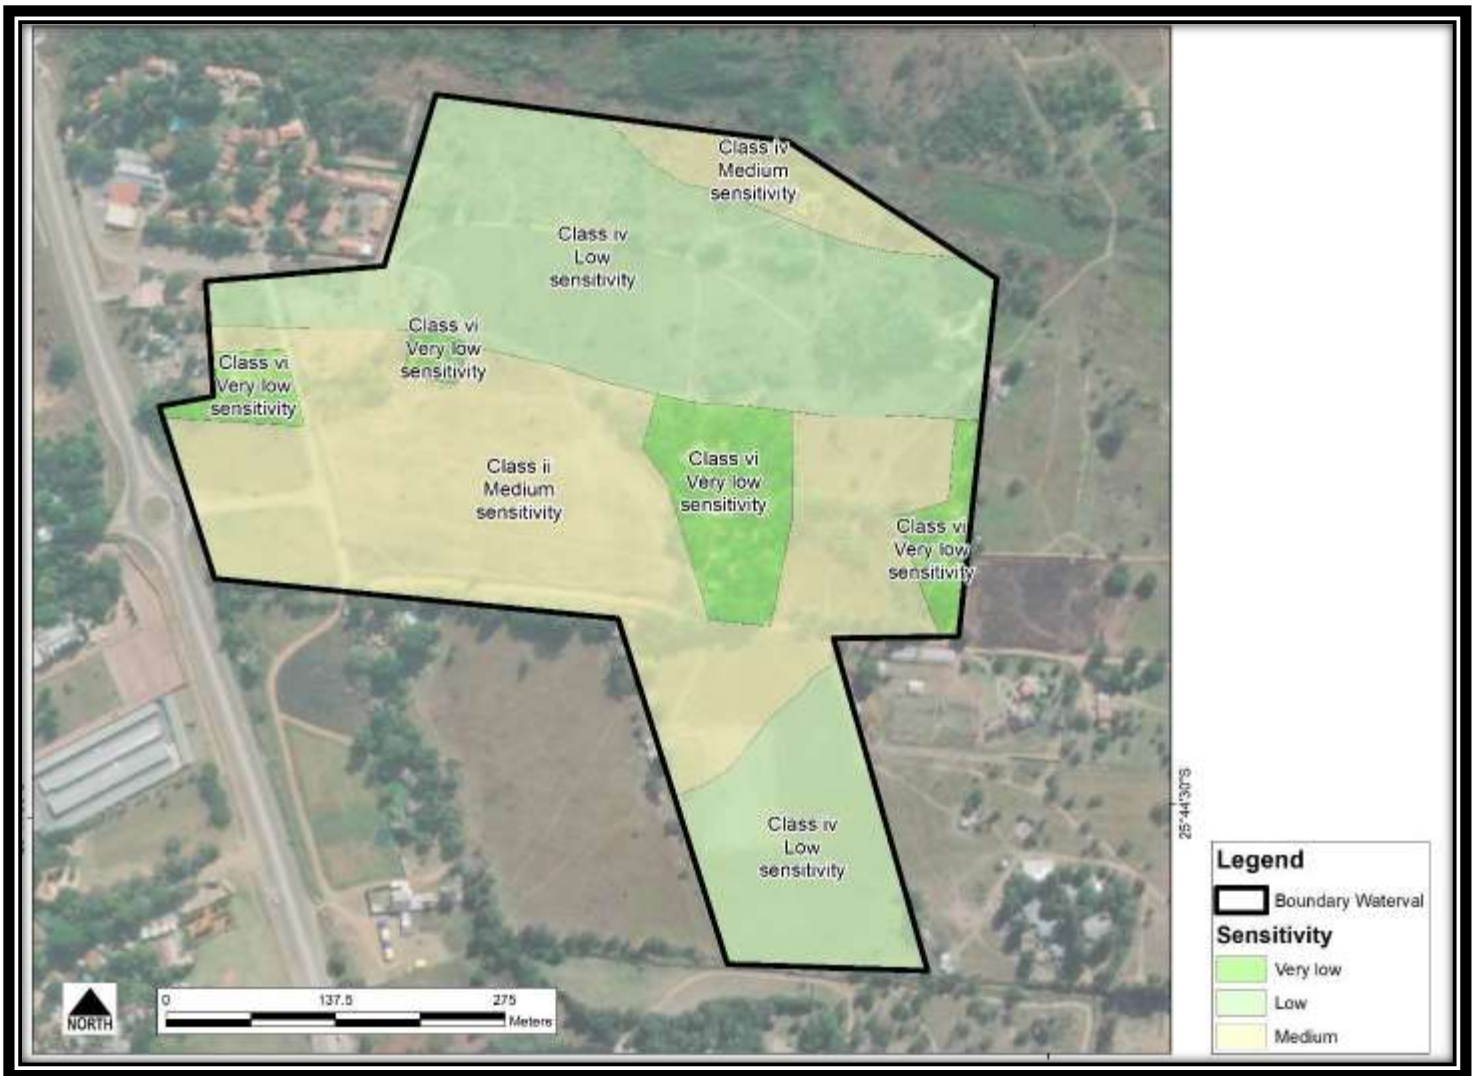 Class iv
Medium
sensitivity
Class iv
Low
sensitivity
Class vi
Very low
sensitivity
Class vi
Very low
sensitivity
Class ii
Medium
sensitivity
Class vi
Very low
sensitivity
Class vi
Very low
sensitivity
Class iv
Low
sensitivity
25°44'30"S
Legend
Boundary Waterval
Sensitivity
Very low
Low
Medium
NORTH
0 137.5 275
Meters